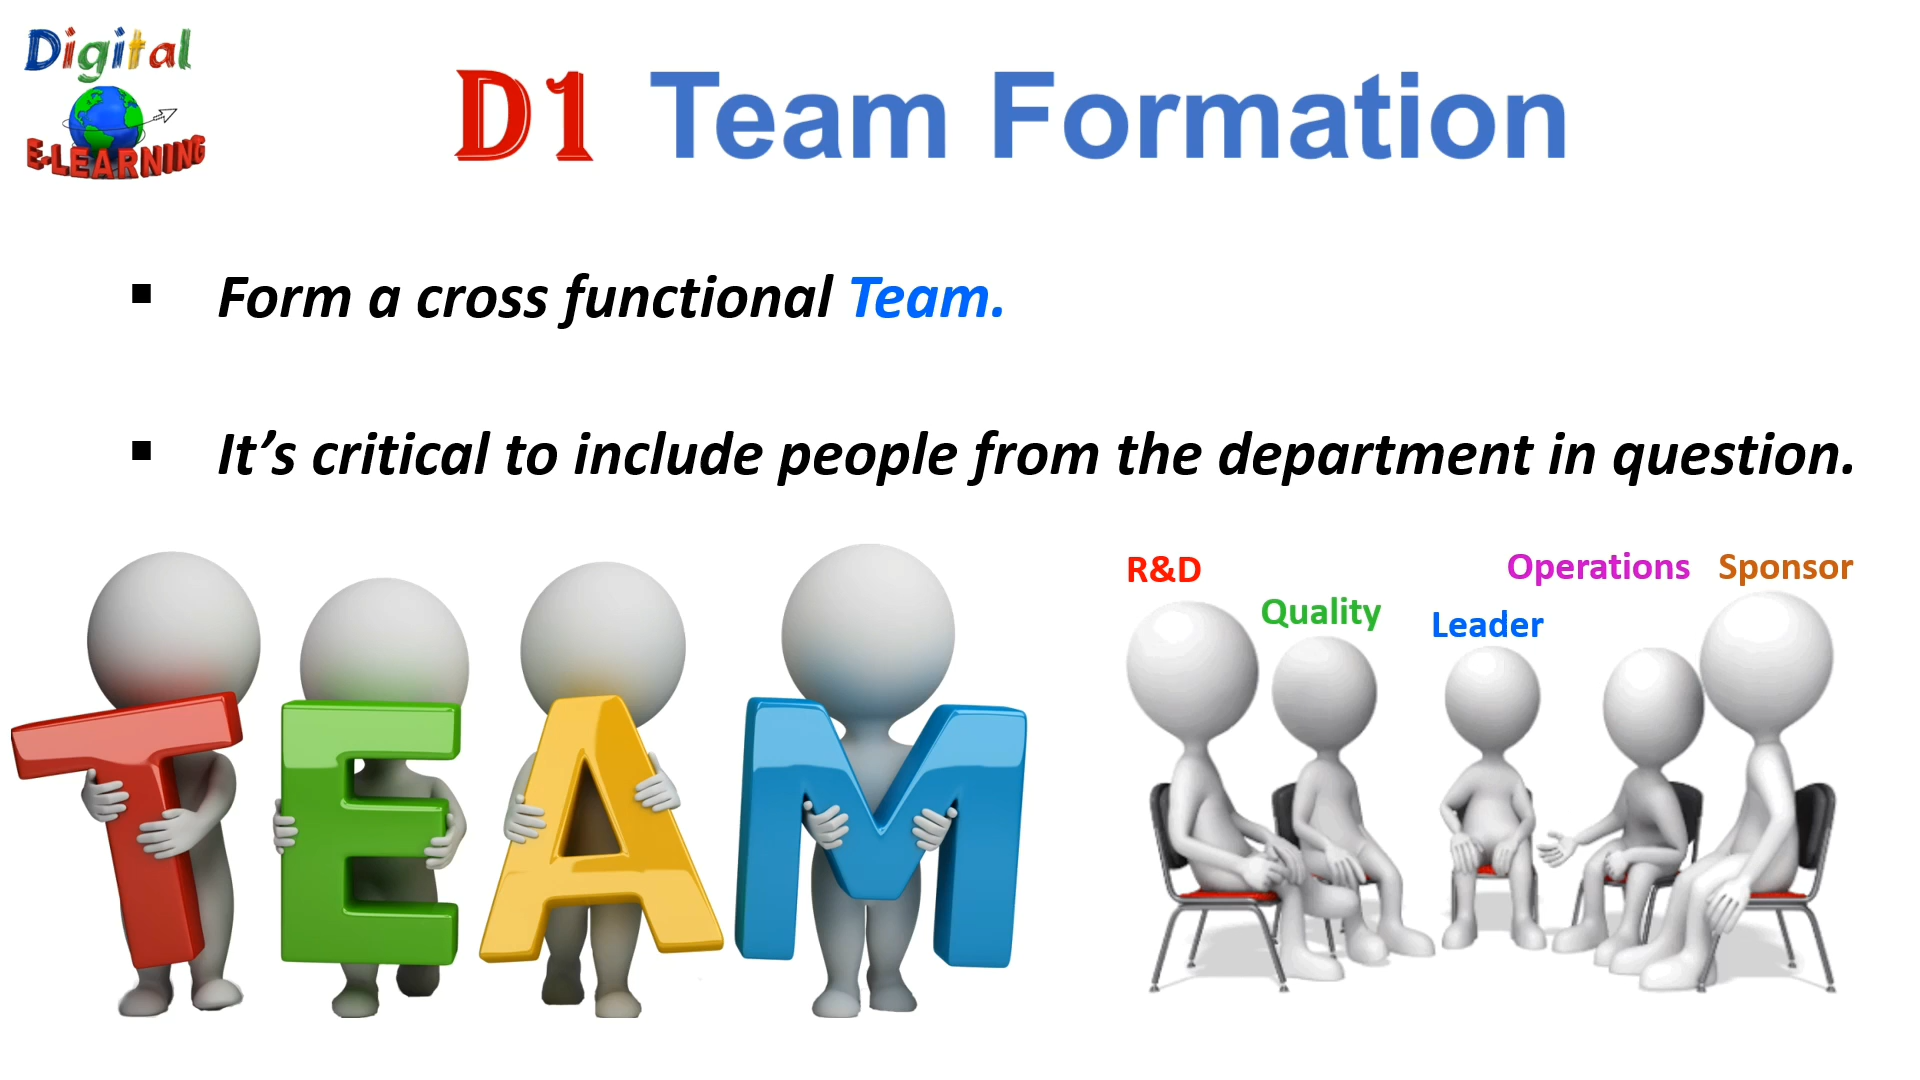 Digital
E-LEARNING
D1 Team Formation
▪ Form a cross functional Team.
▪ It’s critical to include people from the department in question.
TEAM
R&D
Quality
Leader
Operations
Sponsor